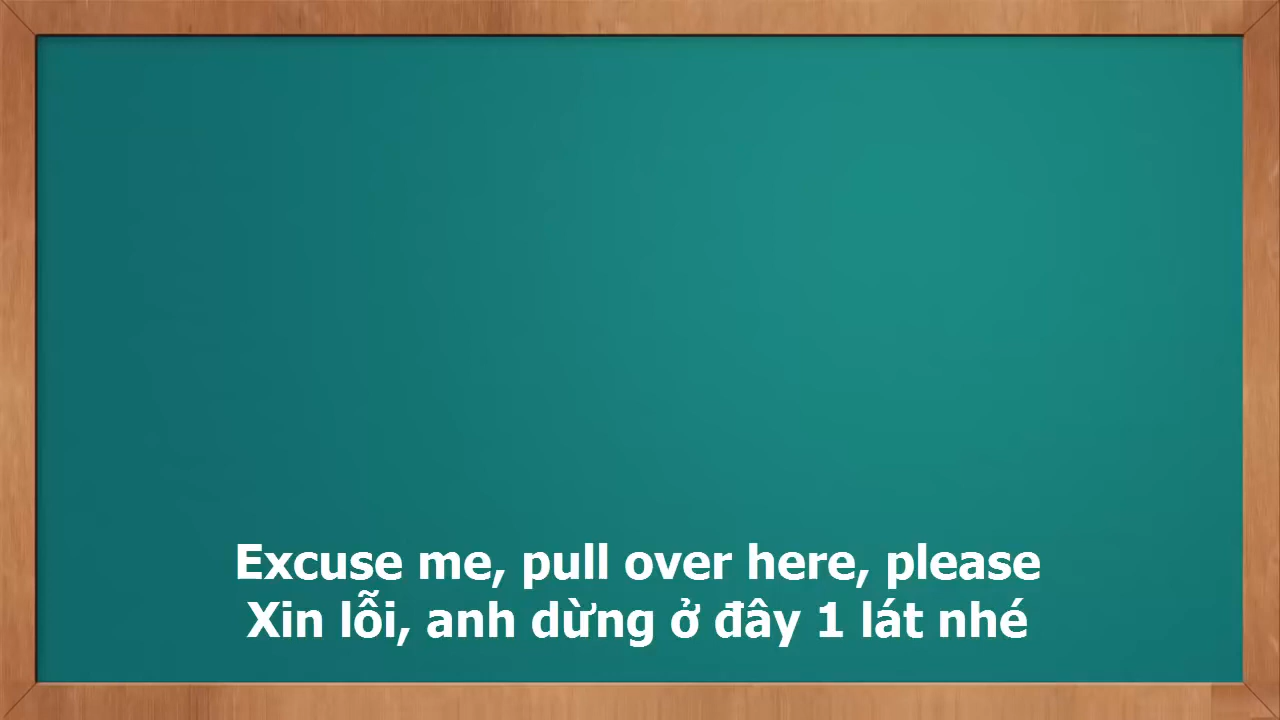 Excuse me, pull over here, please
Xin lỗi, anh dừng ở đây 1 lát nhé